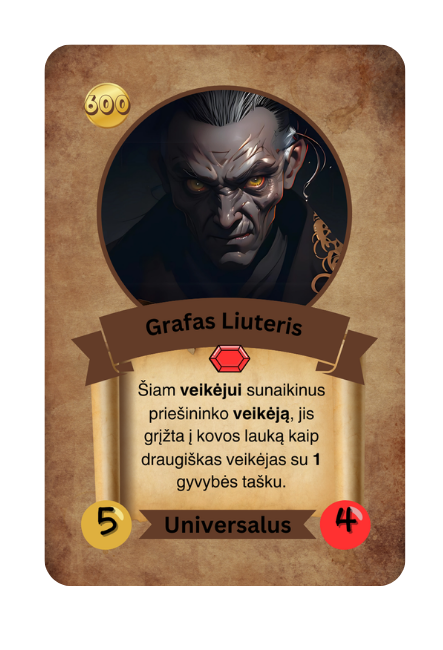 600
Grafas Liuteris
Šiam veikėjui sunaikinus
priešininko veikėją, jis
grįžta į kovos lauką kaip
draugiškas veikėjas su 1
gyvybės tašku.
5
Universalus
4